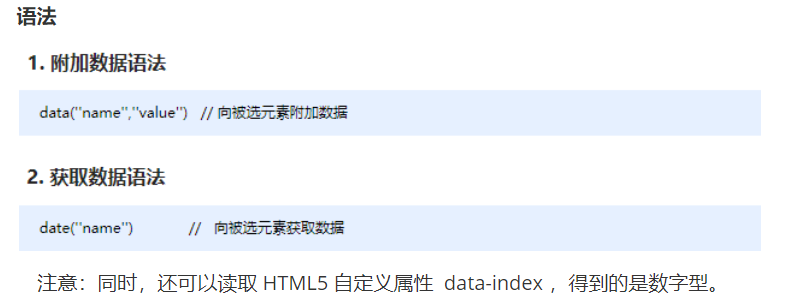 语法
1. 附加数据语法
data(''name'',''value'') // 向被选元素附加数据
2. 获取数据语法
date(''name'') // 向被选元素获取数据
注意：同时，还可以读取 HTML5 自定义属性 data-index ，得到的是数字型。